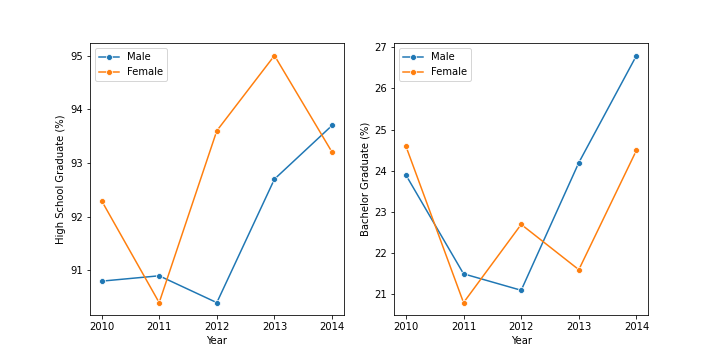 Male
Female
95
94
93
92
91
High School Graduate (%)
2010 2011 2012 2013 2014
Year
Male
Female
27
26
25
24
23
22
21
Bachelor Graduate (%)
2010 2011 2012 2013 2014
Year